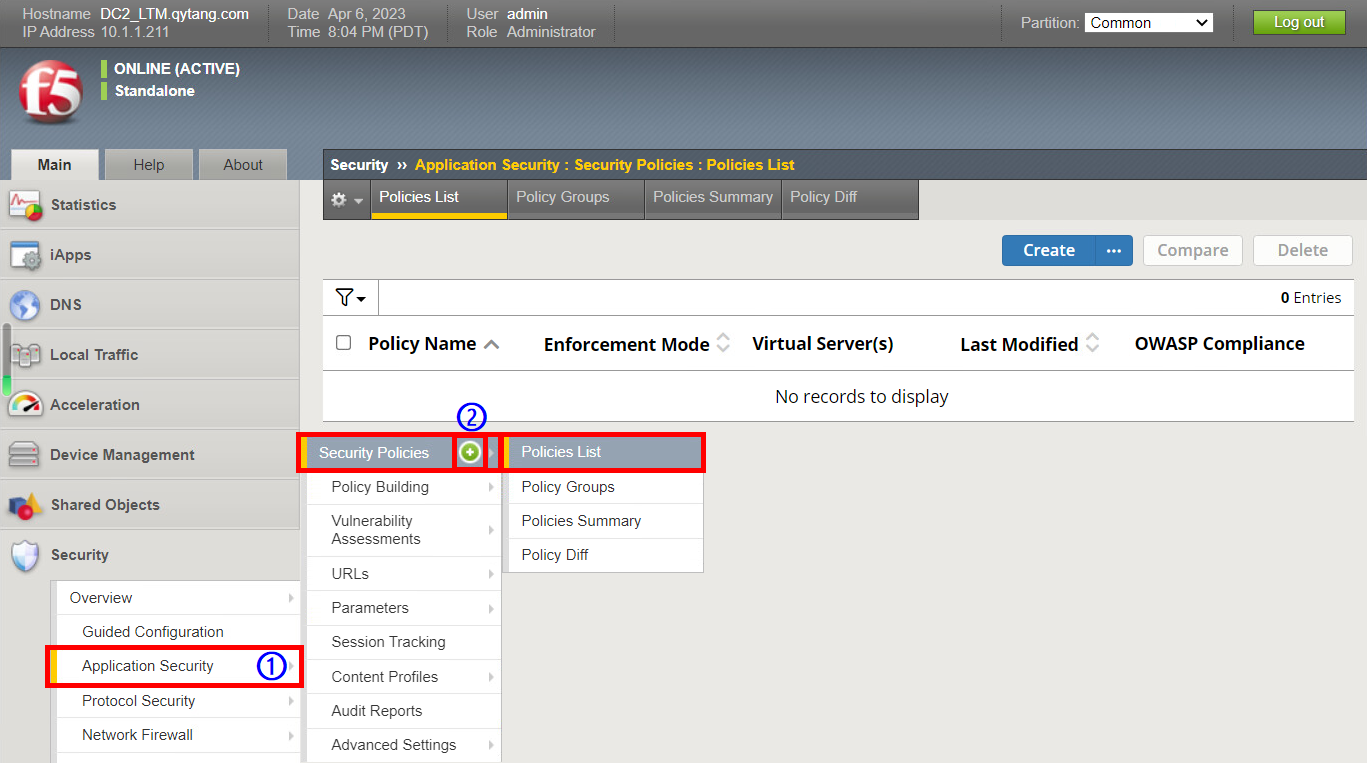 Hostname DC2_LTM.qytang.com
IP Address 10.1.1.211
Date Apr 6, 2023
Time 8:04 PM (PDT)
User admin
Role Administrator
Partition: Common
Log out
f5
ONLINE (ACTIVE)
Standalone
Main
Help
About
Security ›› Application Security : Security Policies : Policies List
Policies List
Policy Groups
Policies Summary
Policy Diff
Create
···
Compare
Delete
0 Entries
Policy Name
Enforcement Mode
Virtual Server(s)
Last Modified
OWASP Compliance
No records to display
Statistics
iApps
DNS
Local Traffic
Acceleration
Device Management
Shared Objects
Security
Overview
Guided Configuration
Application Security ①
Protocol Security
Network Firewall
②
Security Policies
Policy Building
Vulnerability
Assessments
URLs
Parameters
Session Tracking
Content Profiles
Audit Reports
Advanced Settings
Policies List
Policy Groups
Policies Summary
Policy Diff